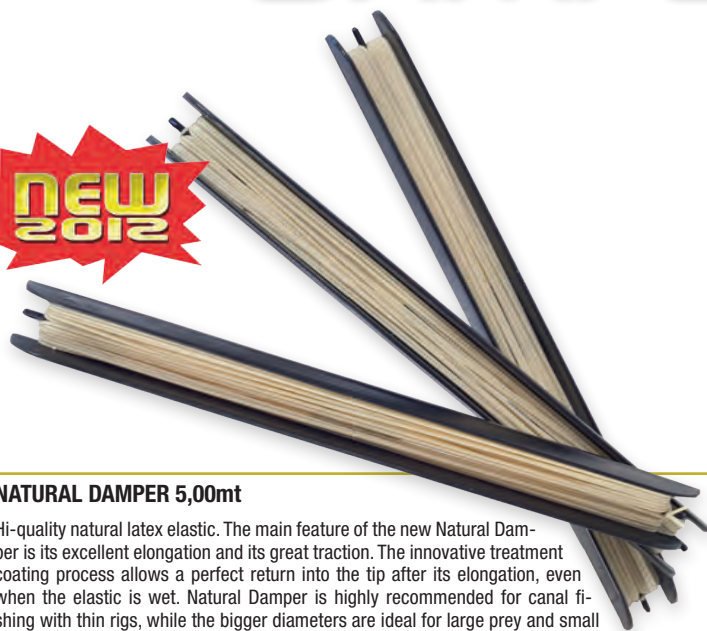 NEW
2012
NATURAL DAMPER 5,00mt
Hi-quality natural latex elastic. The main feature of the new Natural Dam-
per is its excellent elongation and its great traction. The innovative treatment
coating process allows a perfect return into the tip after its elongation, even
when the elastic is wet. Natural Damper is highly recommended for canal fi-
shing with thin rigs, while the bigger diameters are ideal for large prey and small